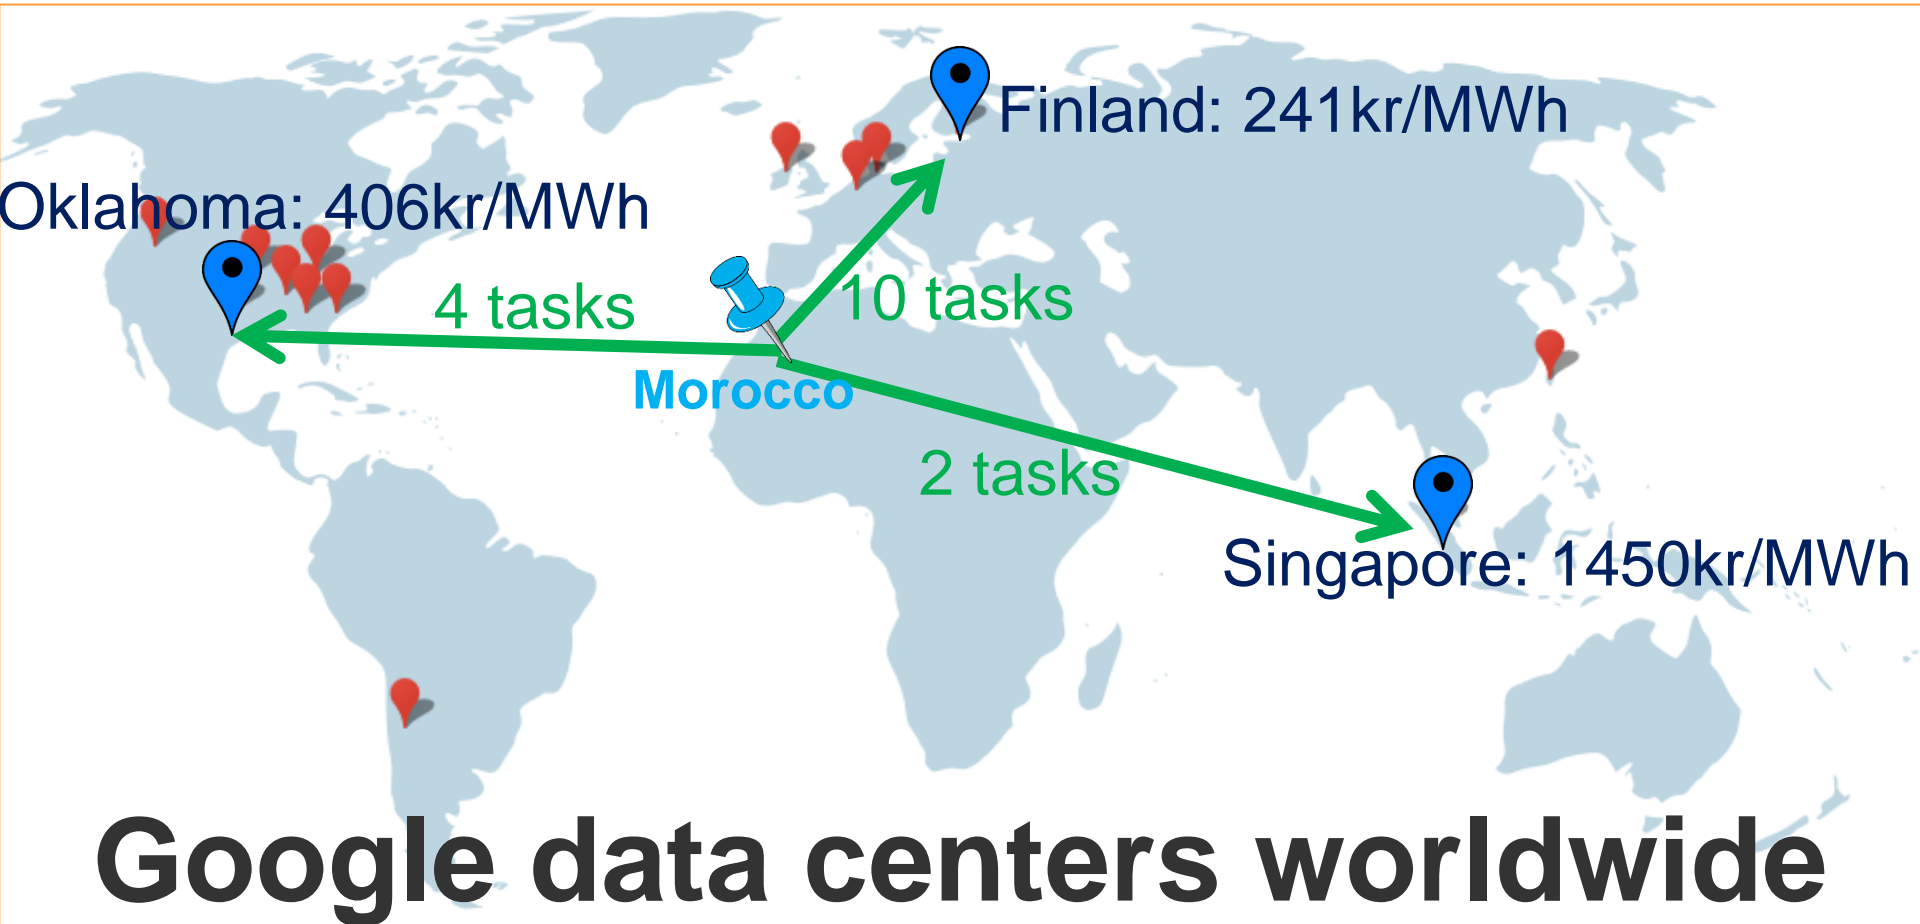 Finland: 241kr/MWh
Oklahoma: 406kr/MWh
4 tasks
10 tasks
Morocco
2 tasks
Singapore: 1450kr/MWh
Google data centers worldwide